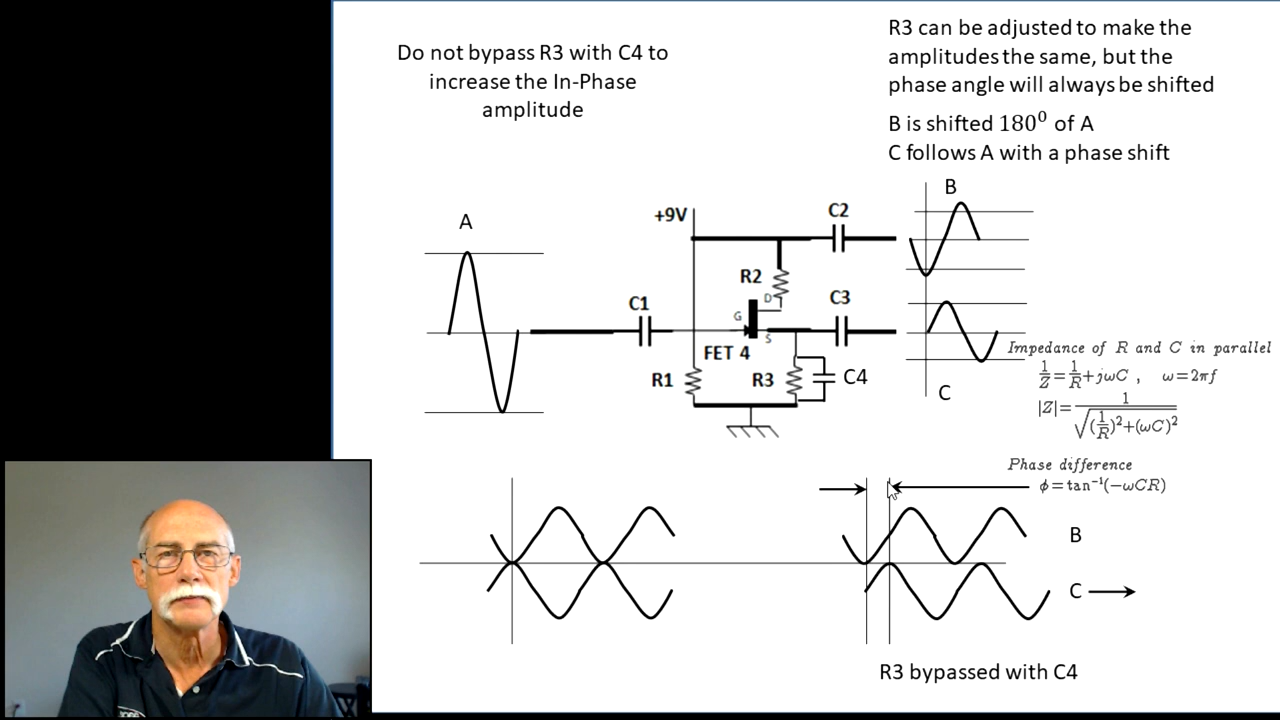 Do not bypass R3 with C4 to
increase the In-Phase
amplitude
R3 can be adjusted to make the
amplitudes the same, but the
phase angle will always be shifted
B is shifted 180⁰ of A
C follows A with a phase shift
A
+9V
C2
B
R2
D
C1
G
C3
S
FET 4
R1
R3
C4
C
Impedance of R and C in parallel
1/Z=1/R+jωC , ω=2πf
|Z|=1/√((1/R)²+(ωC)²)
Phase difference
ϕ=tan⁻¹(−ωCR)
B
C
R3 bypassed with C4